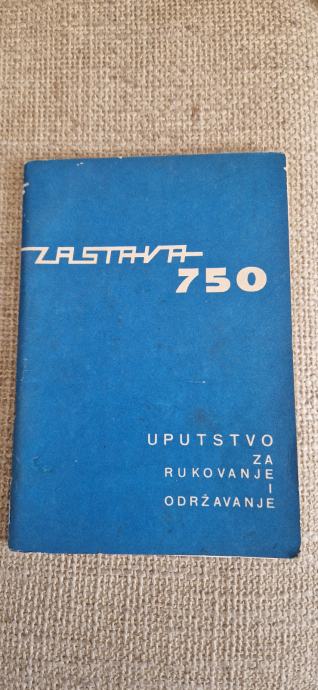 ZASTAVA
750
UPUTSTVO
ZA
RUKOVANJE
I
ODRŽAVANJE